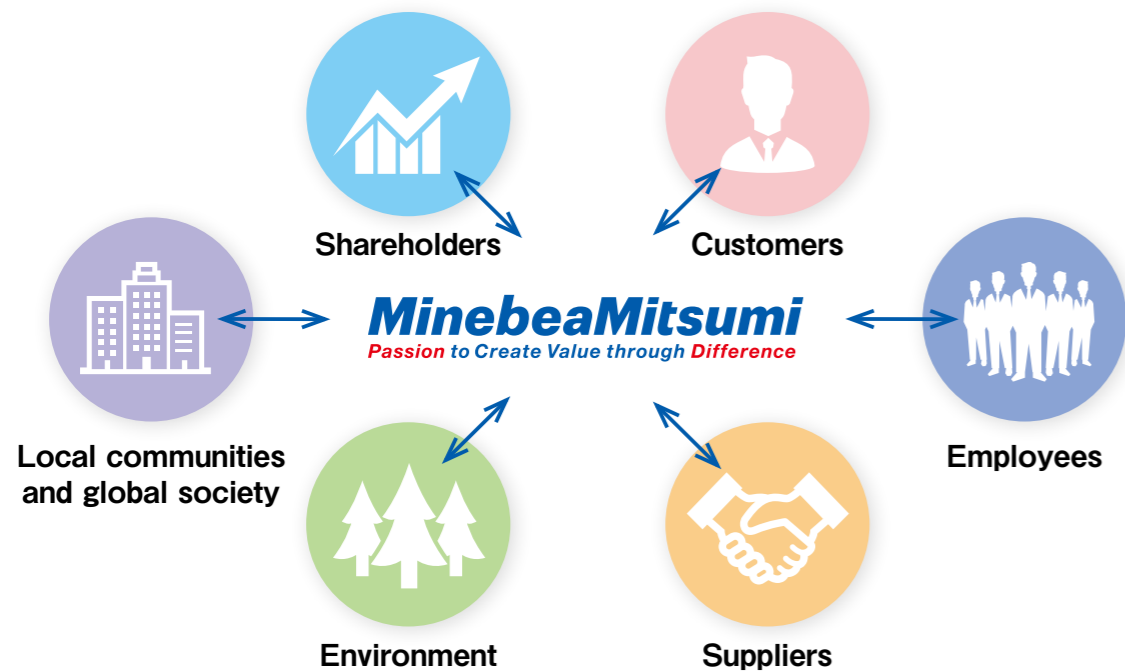 Shareholders
Customers
MinebeaMitsumi
Passion to Create Value through Difference
Local communities
and global society
Employees
Environment
Suppliers